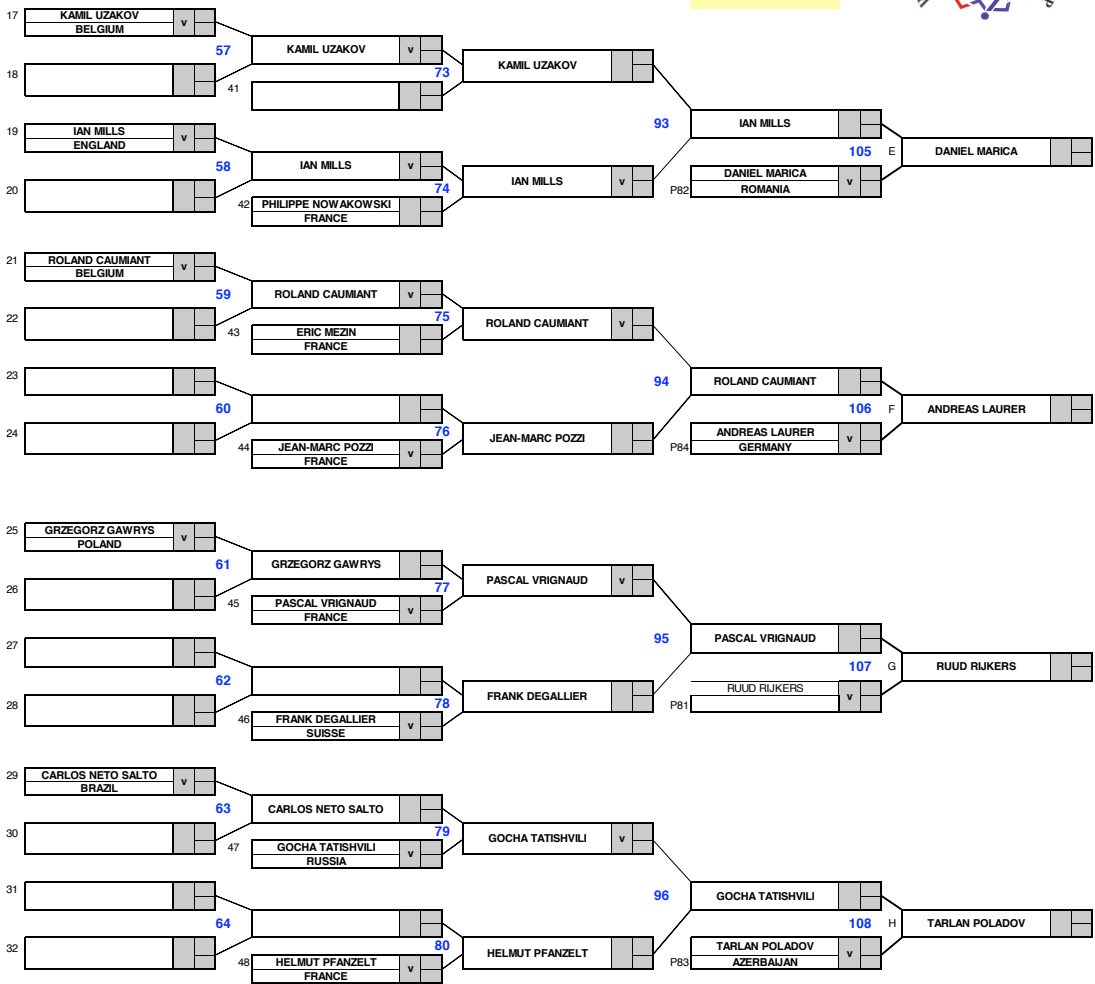 17
KAMIL UZAKOV
v
BELGIUM
57
KAMIL UZAKOV
v
73
KAMIL UZAKOV
18
41
93
IAN MILLS
19
IAN MILLS
v
ENGLAND
58
IAN MILLS
v
74
IAN MILLS
v
105
E
DANIEL MARICA
20
42
PHILIPPE NOWAKOWSKI
FRANCE
P82
DANIEL MARICA
v
ROMANIA
21
ROLAND CAUMIANT
v
BELGIUM
59
ROLAND CAUMIANT
v
75
ROLAND CAUMIANT
v
22
43
ERIC MEZIN
FRANCE
94
ROLAND CAUMIANT
23
60
76
JEAN-MARC POZZI
106
F
ANDREAS LAURER
24
44
JEAN-MARC POZZI
v
FRANCE
P84
ANDREAS LAURER
v
GERMANY
25
GRZEGORZ GAWRYS
v
POLAND
61
GRZEGORZ GAWRYS
77
PASCAL VRIGNAUD
v
26
45
PASCAL VRIGNAUD
v
FRANCE
95
PASCAL VRIGNAUD
27
62
78
FRANK DEGALLIER
107
G
RUUD RIJKERS
28
46
FRANK DEGALLIER
v
SUISSE
P81
RUUD RIJKERS
v
29
CARLOS NETO SALTO
v
BRAZIL
63
CARLOS NETO SALTO
79
GOCHA TATISHVILI
v
30
47
GOCHA TATISHVILI
v
RUSSIA
96
GOCHA TATISHVILI
31
64
80
HELMUT PFANZELT
108
H
TARLAN POLADOV
32
48
HELMUT PFANZELT
v
FRANCE
P83
TARLAN POLADOV
v
AZERBAIJAN